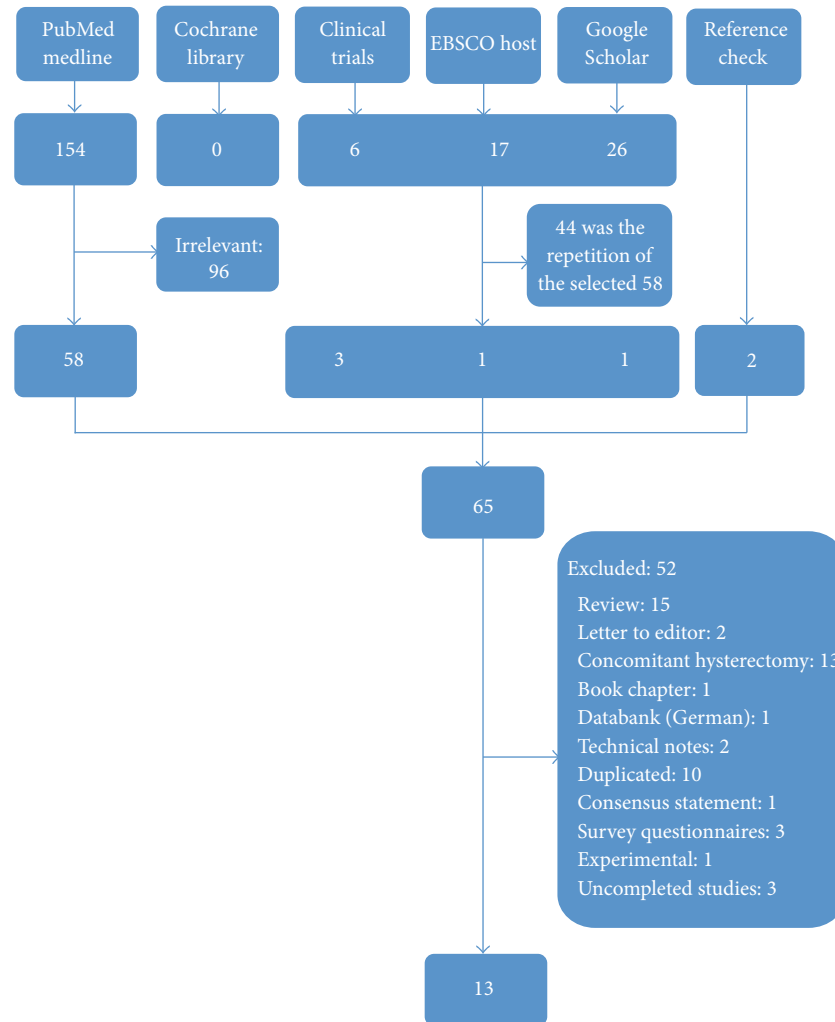 PubMed
medline
Cochrane
library
Clinical
trials
EBSCO host
Google
Scholar
Reference
check
154
0
6 17 26
Irrelevant:
96
44 was the
repetition of
the selected 58
58
3 1 1
2
65
Excluded: 52
Review: 15
Letter to editor: 2
Concomitant hysterectomy: 13
Book chapter: 1
Databank (German): 1
Technical notes: 2
Duplicated: 10
Consensus statement: 1
Survey questionnaires: 3
Experimental: 1
Uncompleted studies: 3
13